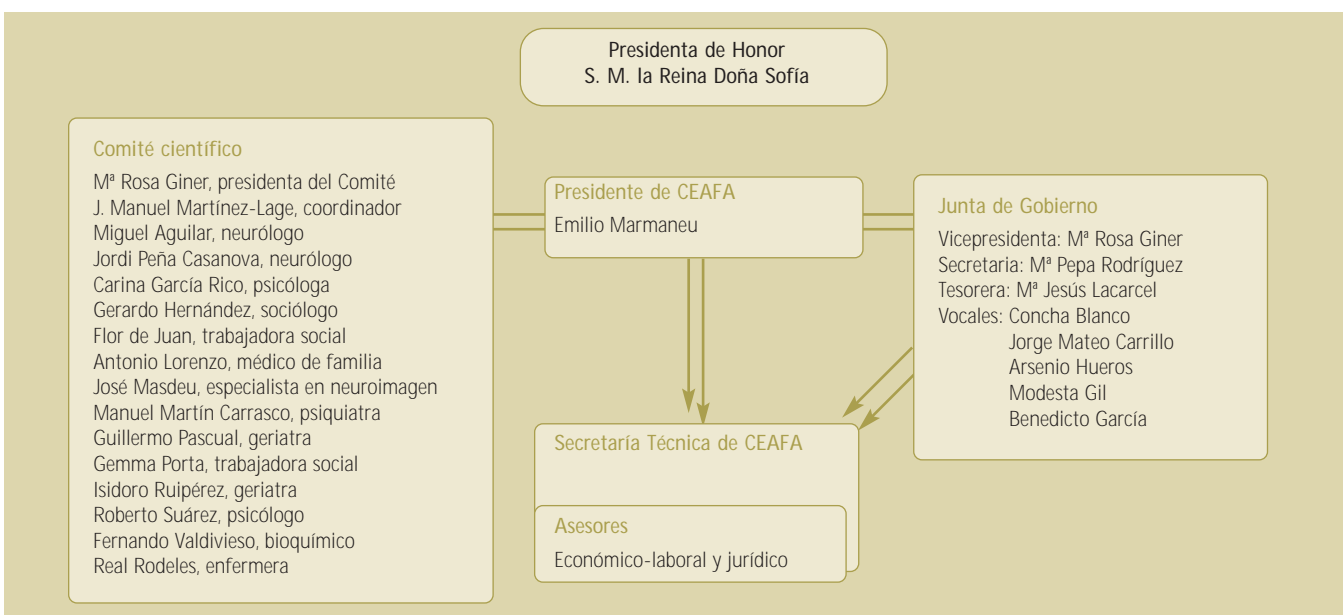 Presidenta de Honor
S. M. la Reina Doña Sofía
Comité científico
Mª Rosa Giner, presidenta del Comité
J. Manuel Martínez-Lage, coordinador
Miguel Aguilar, neurólogo
Jordi Peña Casanova, neurólogo
Carina García Rico, psicóloga
Gerardo Hernández, sociólogo
Flor de Juan, trabajadora social
Antonio Lorenzo, médico de familia
José Masdeu, especialista en neuroimagen
Manuel Martín Carrasco, psiquiatra
Guillermo Pascual, geriatra
Gemma Porta, trabajadora social
Isidoro Ruipérez, geriatra
Roberto Suárez, psicólogo
Fernando Valdivieso, bioquímico
Real Rodeles, enfermera
Presidente de CEAFA
Emilio Marmaneu
Junta de Gobierno
Vicepresidenta: Mª Rosa Giner
Secretaria: Mª Pepa Rodríguez
Tesorera: Mª Jesús Lacarcel
Vocales: Concha Blanco
Jorge Mateo Carrillo
Arsenio Hueros
Modesta Gil
Benedicto García
Secretaría Técnica de CEAFA
Asesores
Económico-laboral y jurídico